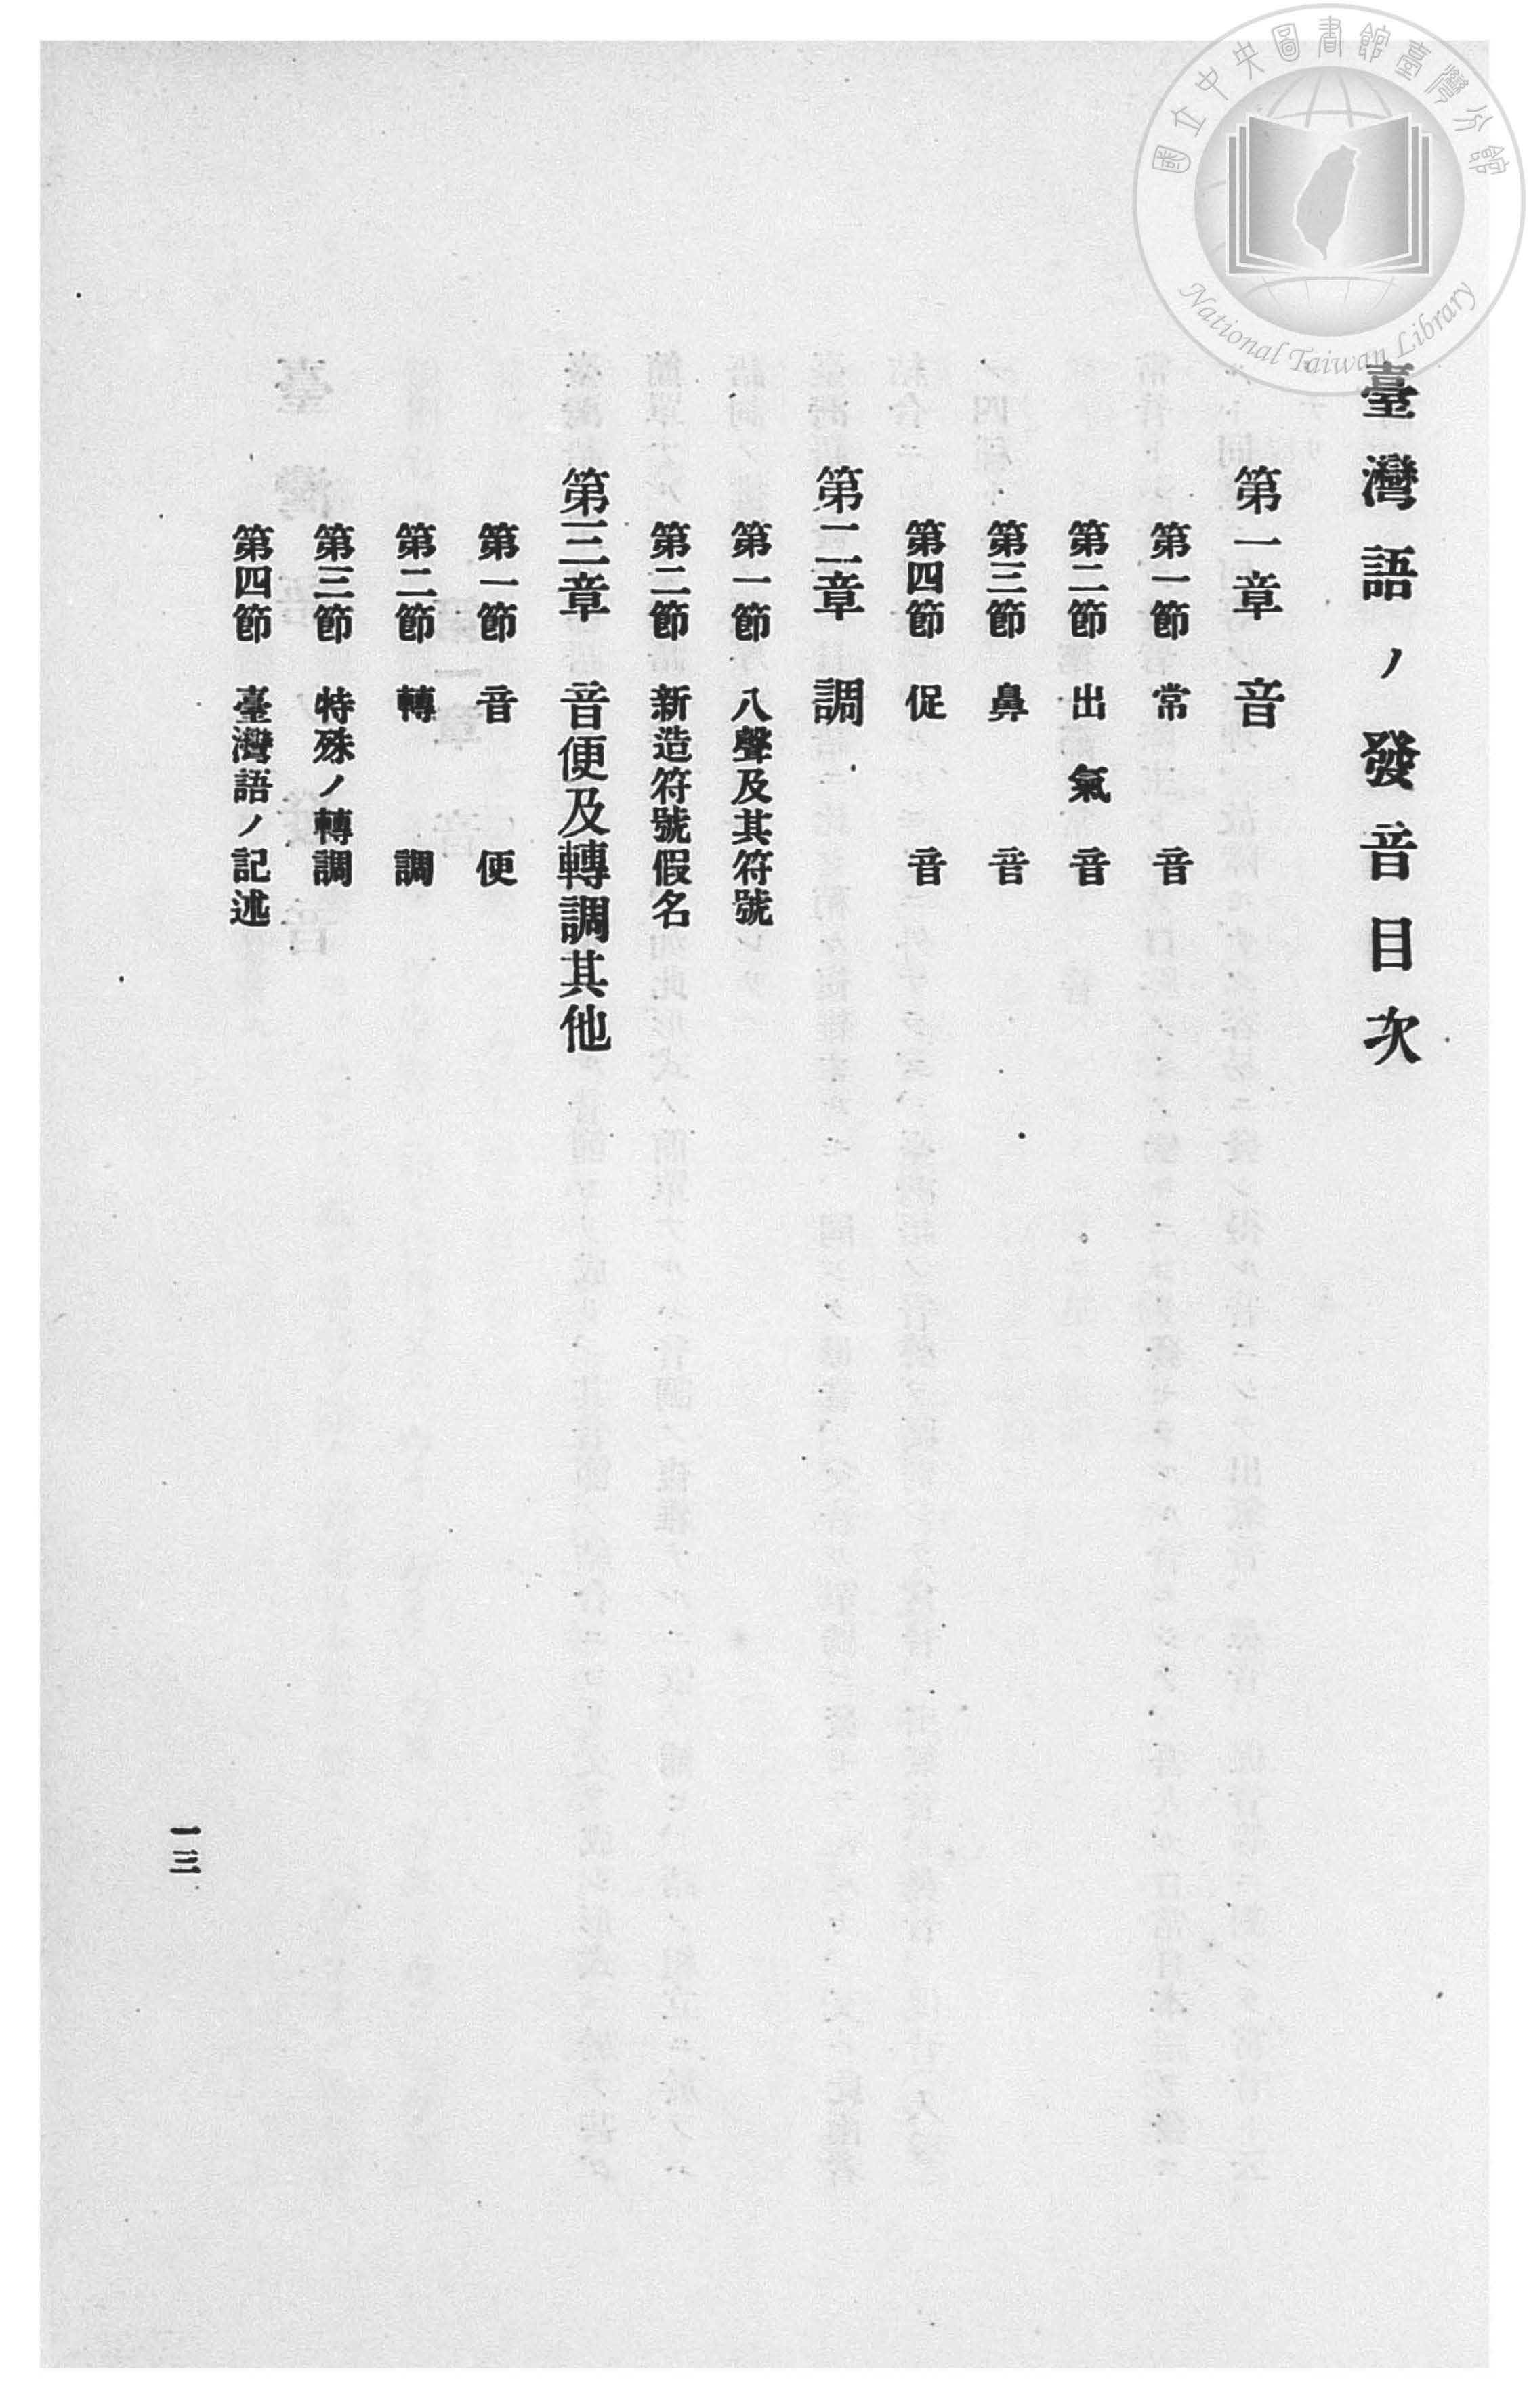 國立中央圖書館臺灣分館
National Taiwan Library
臺灣語ノ發音目次
第一章 音
第一節 常音
第二節 出氣音
第三節 鼻音
第四節 促音
第二章 調
第一節 八聲及其符號
第二節 新造符號假名
第三章 音便及轉調其他
第一節 音便
第二節 轉調
第三節 特殊ノ轉調
第四節 臺灣語ノ記述
一三